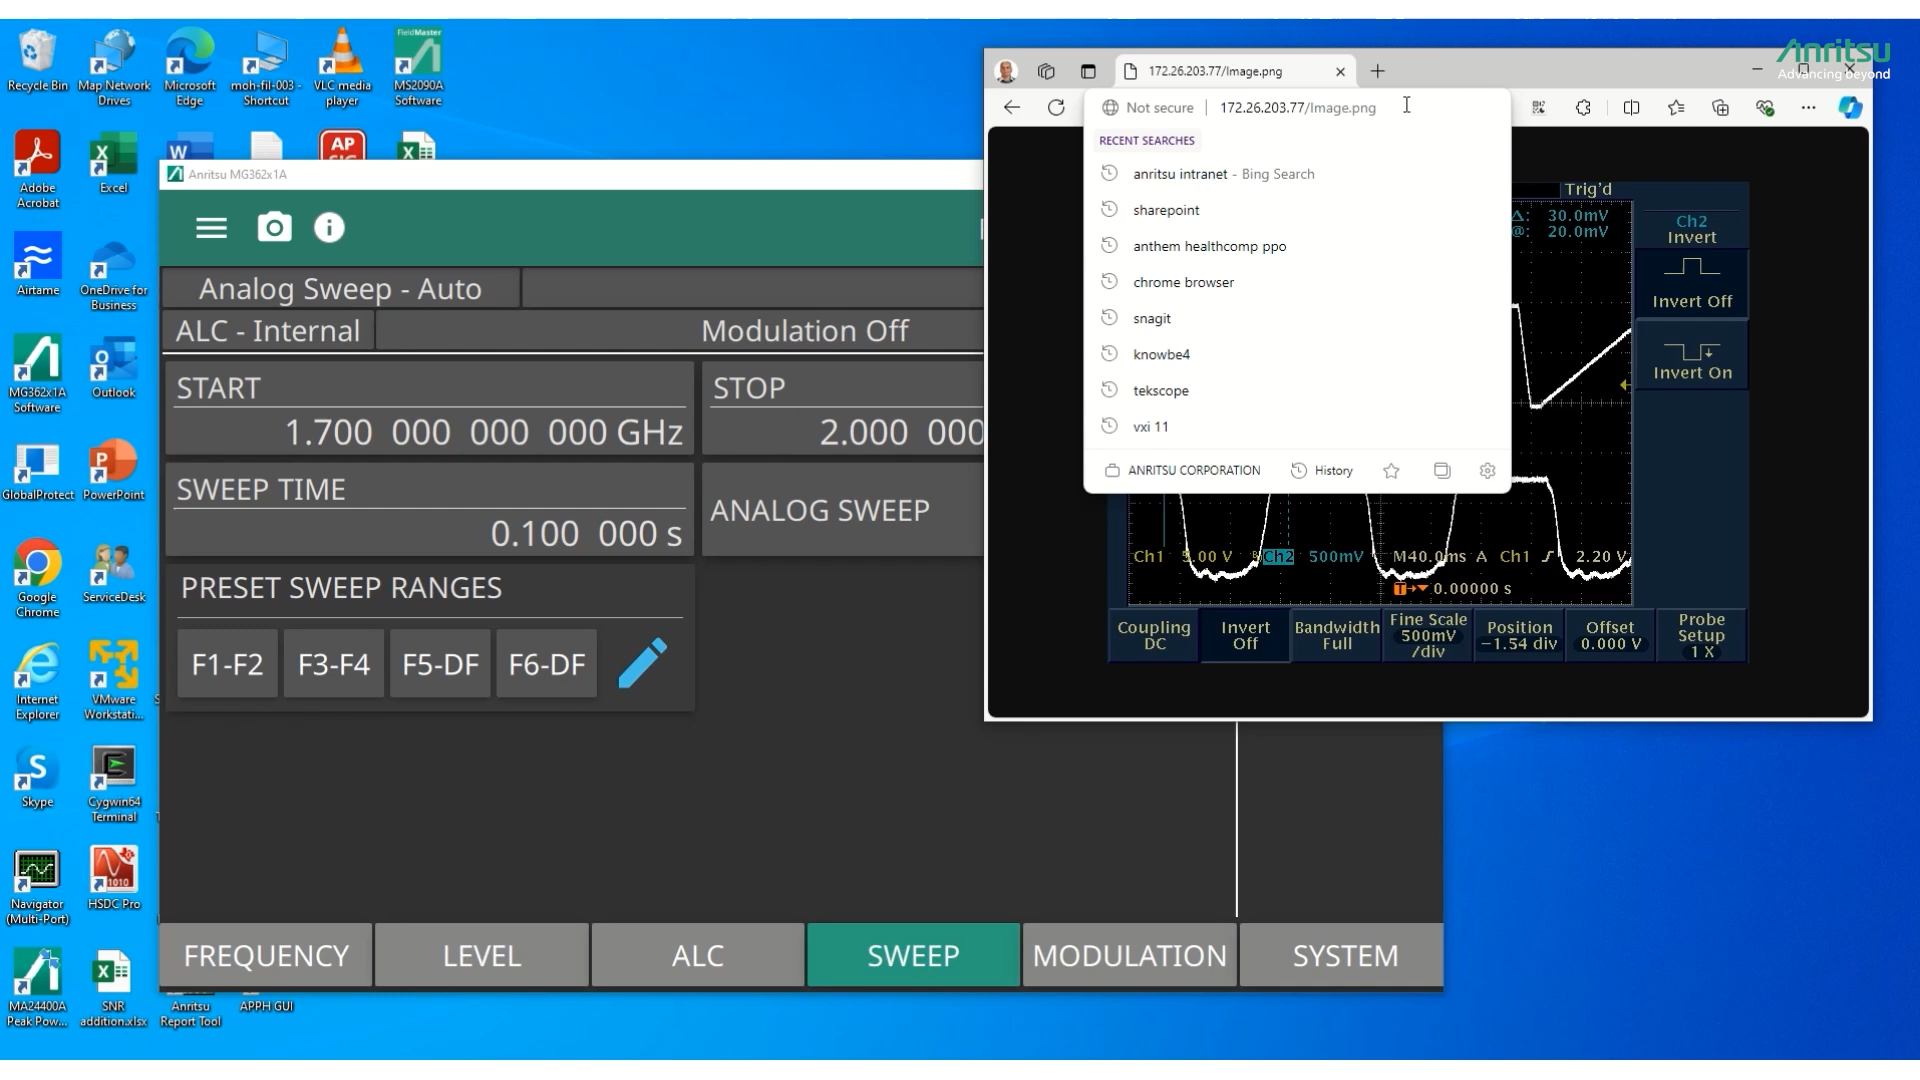 Recycle Bin
Map Network
Drives
Microsoft
Edge
moh-fil-003 -
Shortcut
VLC media
player
FieldMaster
MS2090A
Software
Adobe
Acrobat
Excel
AP
Airtame
OneDrive for
Business
MG362x1A
Software
Outlook
GlobalProtect
PowerPoint
Google
Chrome
ServiceDesk
Internet
Explorer
VMware
Workstati...
Skype
Cygwin64
Terminal
Navigator
(Multi-Port)
HSDC Pro
MA24400A
Peak Pow...
SNR
addition.xlsx
Anritsu
Report Tool
APPH GUI
Anritsu MG362x1A
Analog Sweep - Auto
ALC - Internal
Modulation Off
START
1.700 000 000 000 GHz
STOP
2.000 000
SWEEP TIME
0.100 000 s
ANALOG SWEEP
PRESET SWEEP RANGES
F1-F2
F3-F4
F5-DF
F6-DF
FREQUENCY
LEVEL
ALC
SWEEP
MODULATION
SYSTEM
172.26.203.77/Image.png
Anritsu
Advancing beyond
Not secure
172.26.203.77/Image.png
RECENT SEARCHES
anritsu intranet - Bing Search
sharepoint
anthem healthcomp ppo
chrome browser
snagit
knowbe4
tekscope
vxi 11
ANRITSU CORPORATION
History
Trig'd
Δ: 30.0mV
@: 20.0mV
Ch2
Invert
Invert Off
Invert On
Ch1 5.00 V Ch2 500mV M40.0ms A Ch1 2.20 V
0.00000 s
Coupling
DC
Invert
Off
Bandwidth
Full
Fine Scale
500mV
/div
Position
-1.54 div
Offset
0.000 V
Probe
Setup
1 X